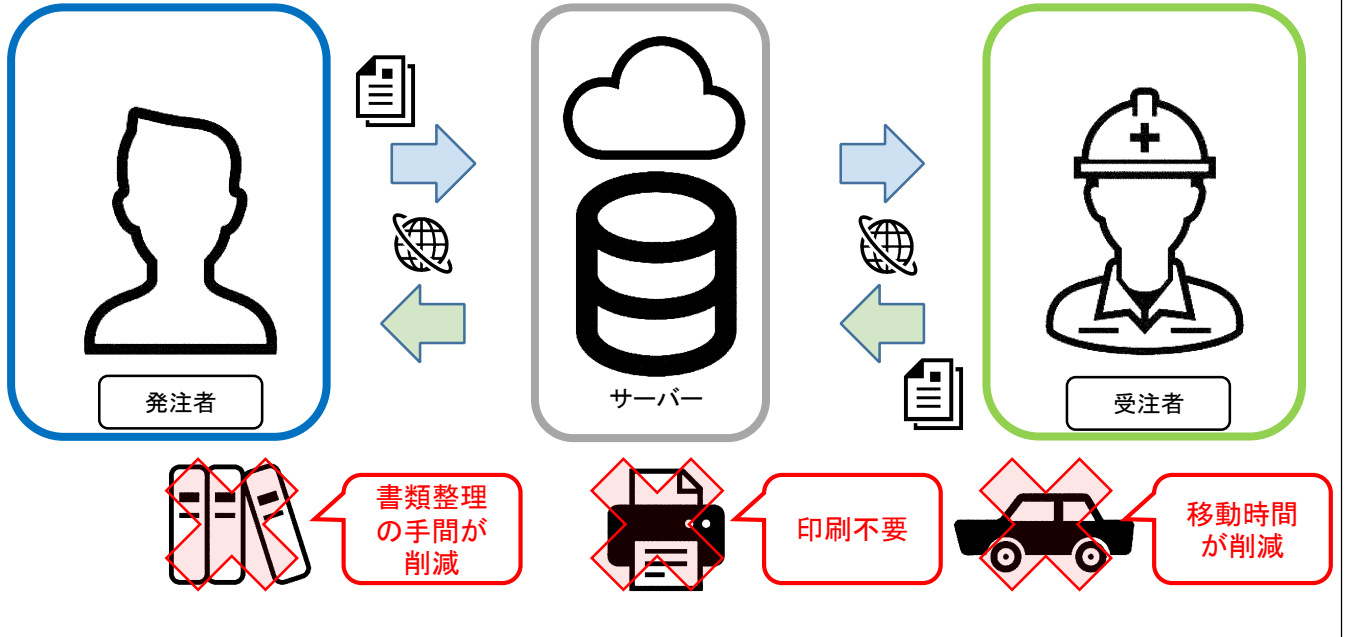 発注者
サーバー
受注者
書類整理
の手間が
削減
印刷不要
移動時間
が削減